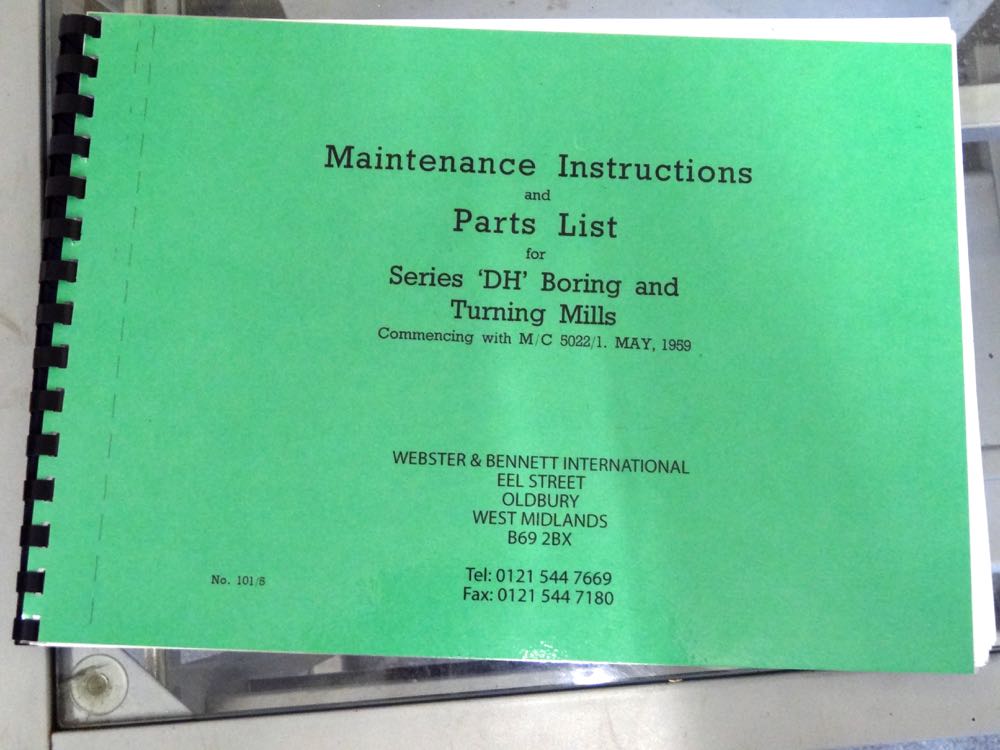 Maintenance Instructions
and
Parts List
for
Series ‘DH’ Boring and
Turning Mills
Commencing with M/C 5022/1. MAY, 1959
WEBSTER & BENNETT INTERNATIONAL
EEL STREET
OLDBURY
WEST MIDLANDS
B69 2BX
No. 101/5
Tel: 0121 544 7669
Fax: 0121 544 7180